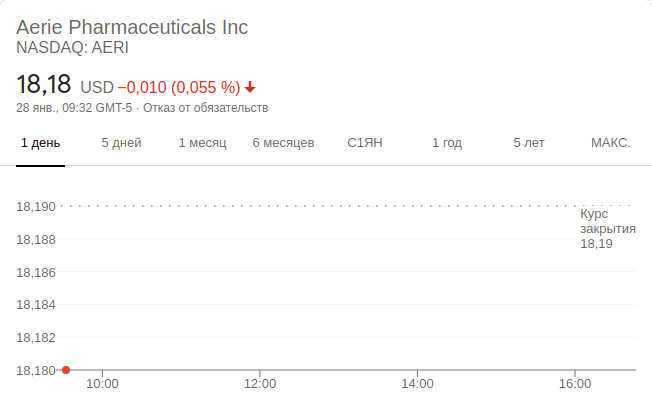 Aerie Pharmaceuticals Inc
NASDAQ: AERI
18,18 USD −0,010 (0,055 %)
28 янв., 09:32 GMT-5 · Отказ от обязательств
1 день 5 дней 1 месяц 6 месяцев С1ЯН 1 год 5 лет МАКС.
18,190
Курс
закрытия
18,19
18,188
18,186
18,184
18,182
18,180
10:00 12:00 14:00 16:00